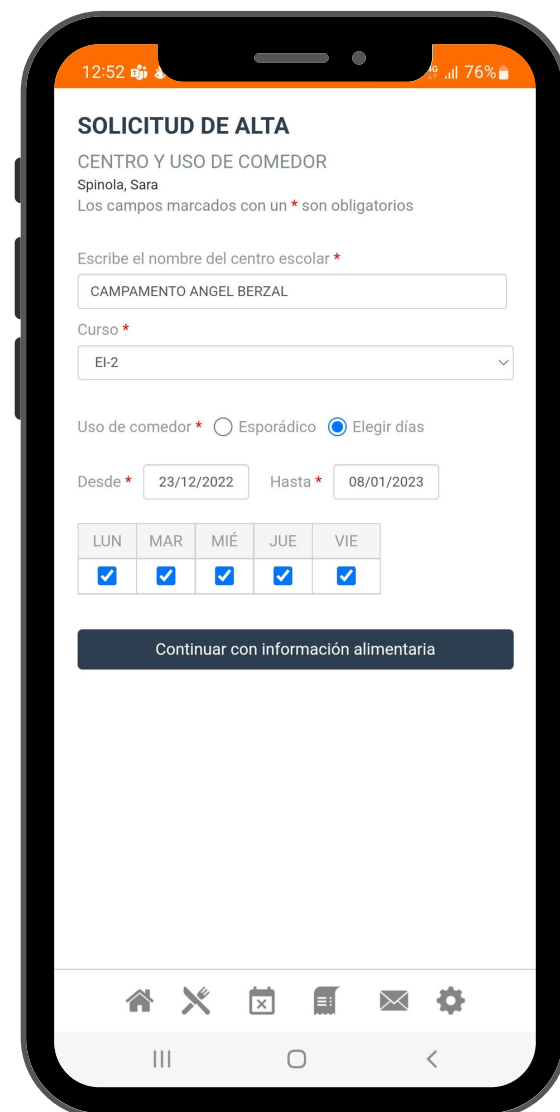 12:52
4G 76%
SOLICITUD DE ALTA
CENTRO Y USO DE COMEDOR
Spinola, Sara
Los campos marcados con un * son obligatorios
Escribe el nombre del centro escolar *
CAMPAMENTO ANGEL BERZAL
Curso *
EI-2
Uso de comedor * Esporádico Elegir días
Desde * 23/12/2022 Hasta * 08/01/2023
LUN MAR MIÉ JUE VIE
Continuar con información alimentaria